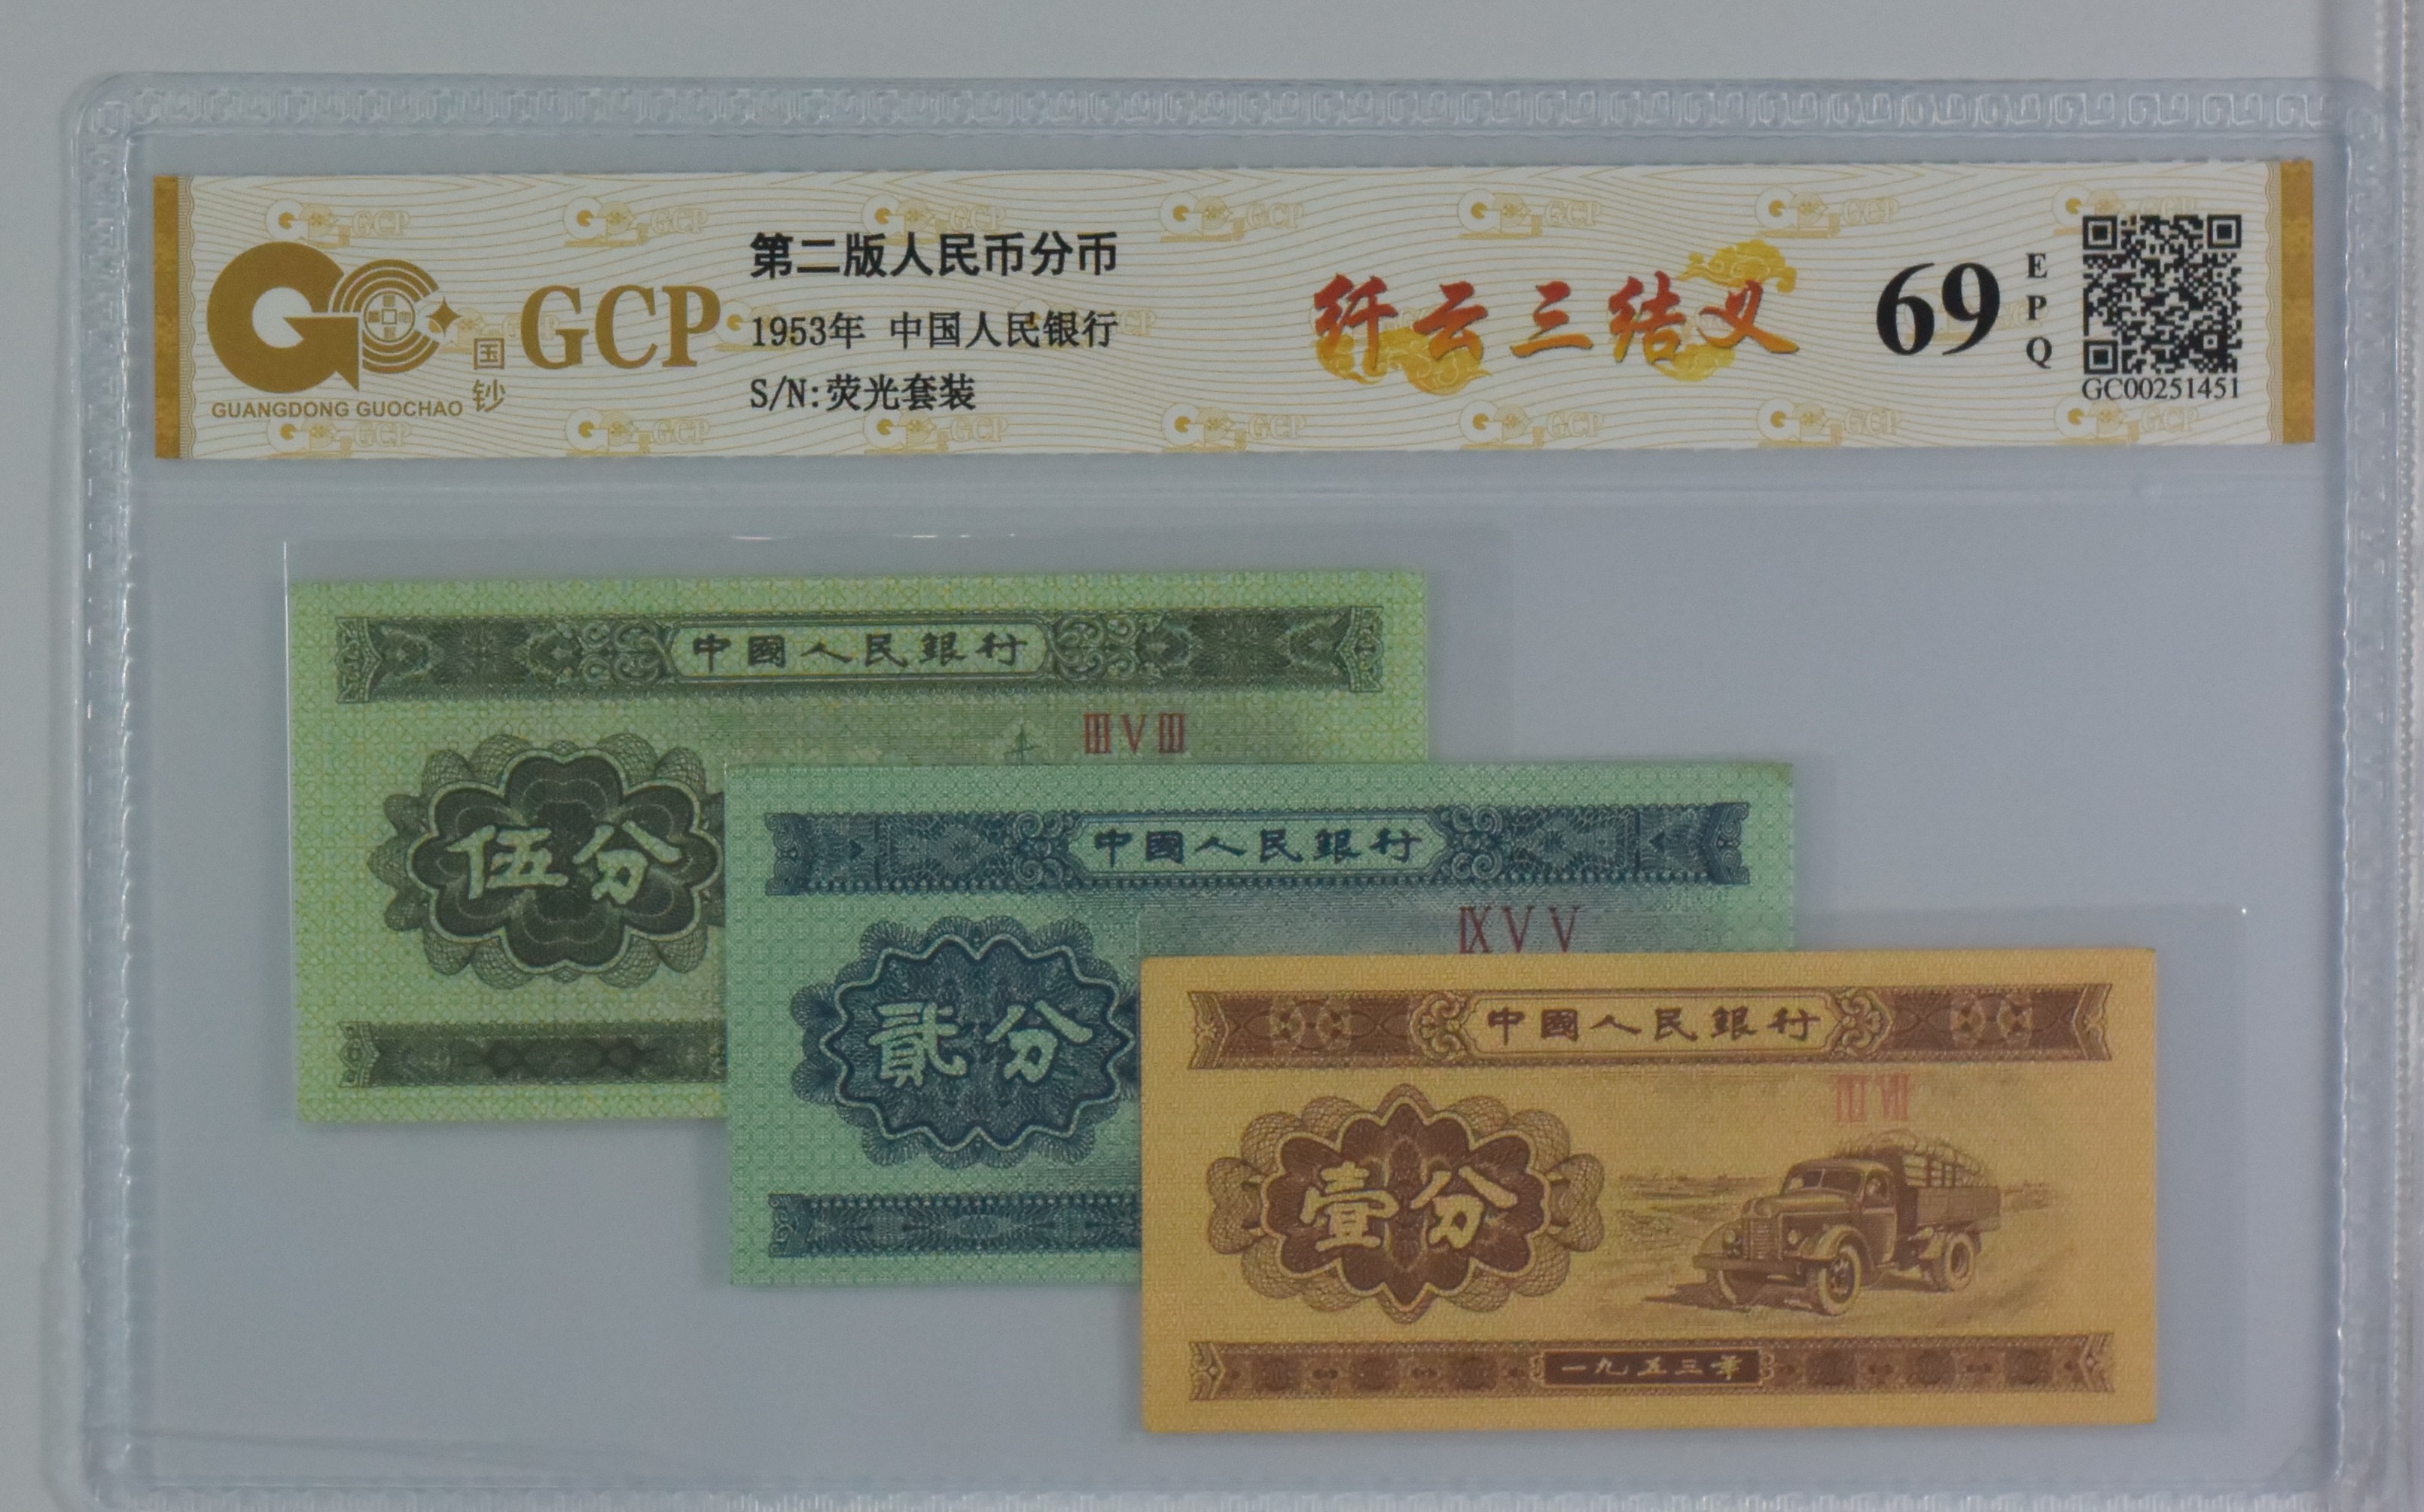 GCP
国
钞
GUANGDONG GUOCHAO
第二版人民币分币
1953年 中国人民银行
S/N:荧光套装
纤云三结义
69
E
P
Q
GC00251451
中國人民銀行
ⅢⅤⅢ
伍分
中國人民銀行
ⅨⅤⅤ
貳分
中國人民銀行
壹分
一九五三年